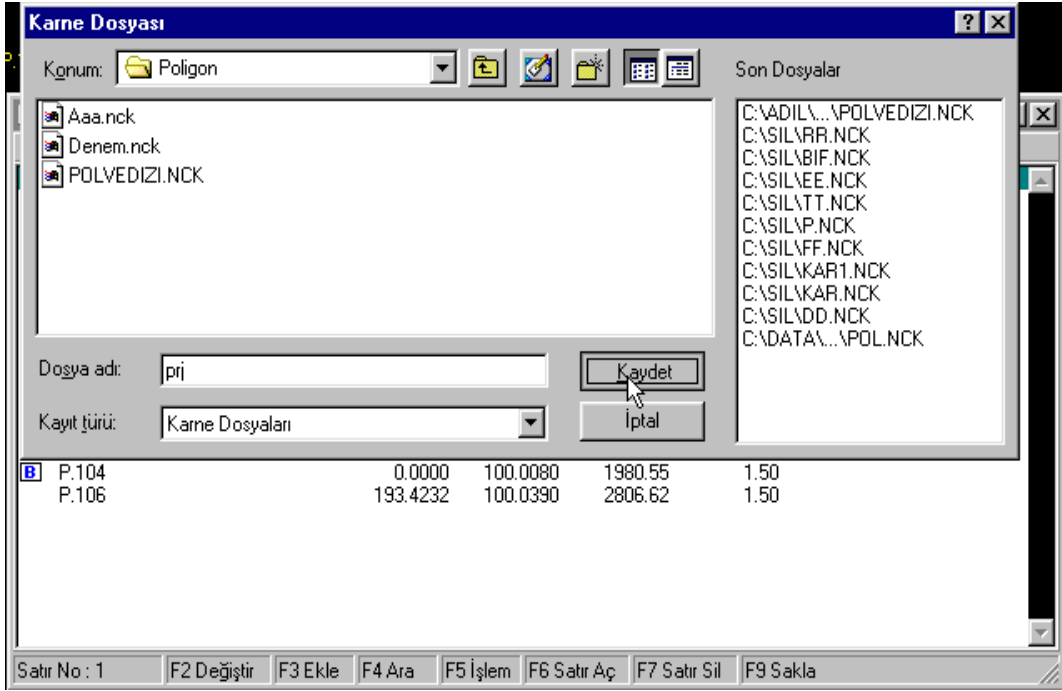 Karne Dosyası
Konum: Poligon
Son Dosyalar
Aaa.nck
Denem.nck
POLVEDIZI.NCK
C:\ADIL\...\POLVEDIZI.NCK
C:\SIL\RR.NCK
C:\SIL\BIF.NCK
C:\SIL\EE.NCK
C:\SIL\TT.NCK
C:\SIL\P.NCK
C:\SIL\FF.NCK
C:\SIL\KAR1.NCK
C:\SIL\KAR.NCK
C:\SIL\DD.NCK
C:\DATA\...\POL.NCK
Dosya adı: prj
Kaydet
Kayıt türü: Karne Dosyaları
İptal
B P.104 0.0000 100.0080 1980.55 1.50
P.106 193.4232 100.0390 2806.62 1.50
Satır No : 1 F2 Değiştir F3 Ekle F4 Ara F5 İşlem F6 Satır Aç F7 Satır Sil F9 Sakla